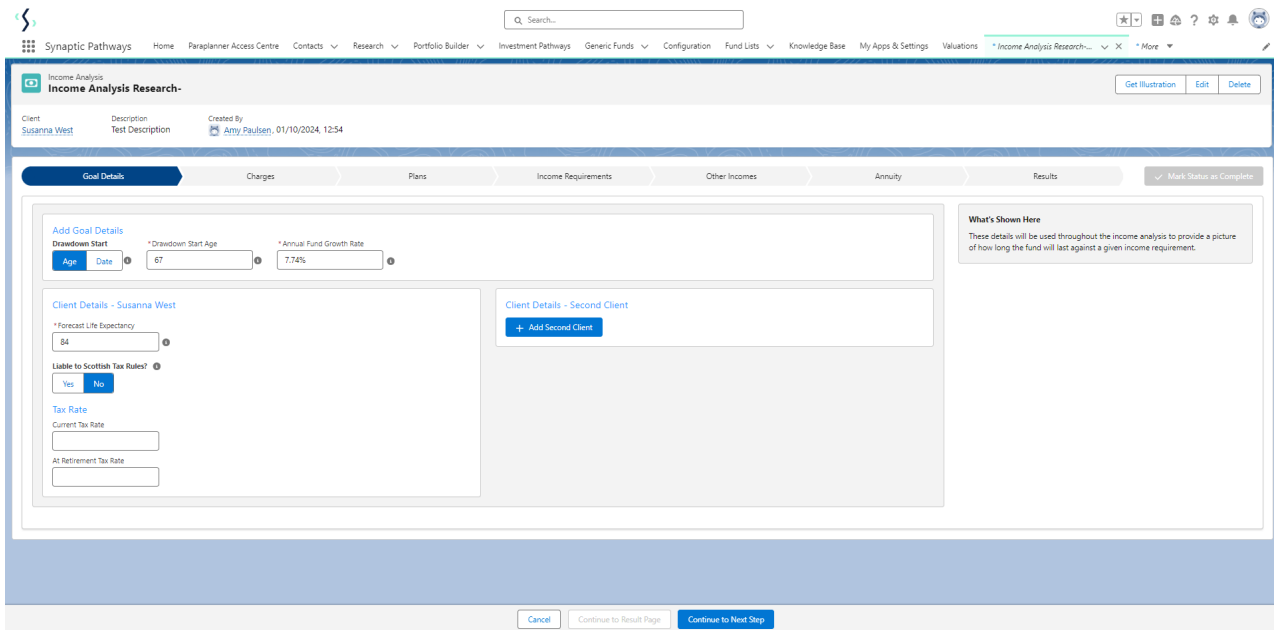 Search...
Synaptic Pathways Home Paraplanner Access Centre Contacts Research Portfolio Builder Investment Pathways Generic Funds Configuration Fund Lists Knowledge Base My Apps & Settings Valuations * Income Analysis Research-... * More
Income Analysis
Income Analysis Research-
Get Illustration Edit Delete
Client Description Created By
Susanna West Test Description Amy Paulsen, 01/10/2024, 12:54
Goal Details Charges Plans Income Requirements Other Incomes Annuity Results Mark Status as Complete
Add Goal Details
Drawdown Start *Drawdown Start Age *Annual Fund Growth Rate
Age Date 67 7.74%
What's Shown Here
These details will be used throughout the income analysis to provide a picture
of how long the fund will last against a given income requirement.
Client Details - Susanna West
*Forecast Life Expectancy
84
Liable to Scottish Tax Rules?
Yes No
Tax Rate
Current Tax Rate
At Retirement Tax Rate
Client Details - Second Client
+ Add Second Client
Cancel Continue to Result Page Continue to Next Step